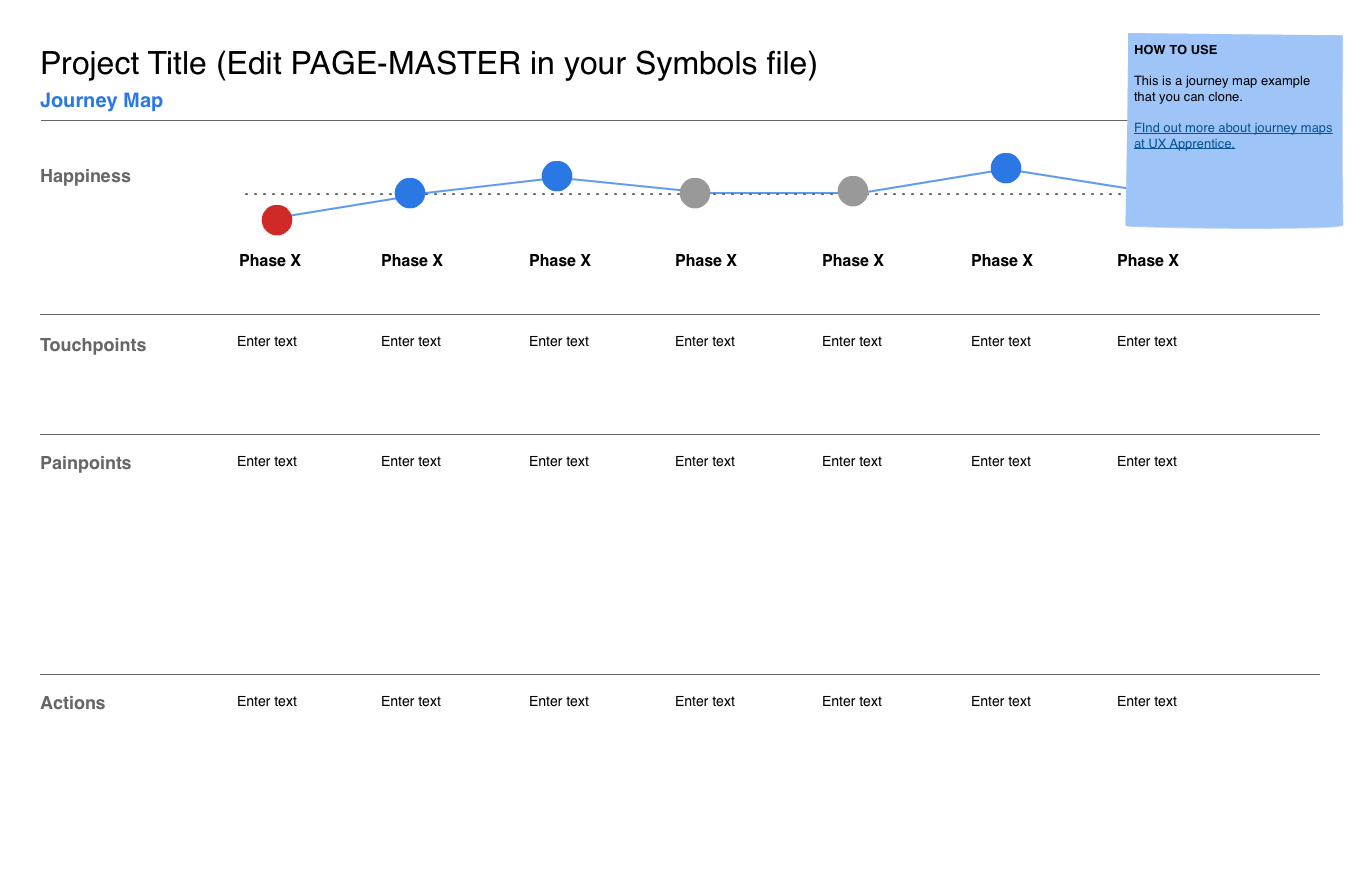 Project Title (Edit PAGE-MASTER in your Symbols file)
Journey Map
HOW TO USE
This is a journey map example
that you can clone.
FInd out more about journey maps
at UX Apprentice.
Happiness
Phase X Phase X Phase X Phase X Phase X Phase X Phase X
Touchpoints Enter text Enter text Enter text Enter text Enter text Enter text Enter text
Painpoints Enter text Enter text Enter text Enter text Enter text Enter text Enter text
Actions Enter text Enter text Enter text Enter text Enter text Enter text Enter text